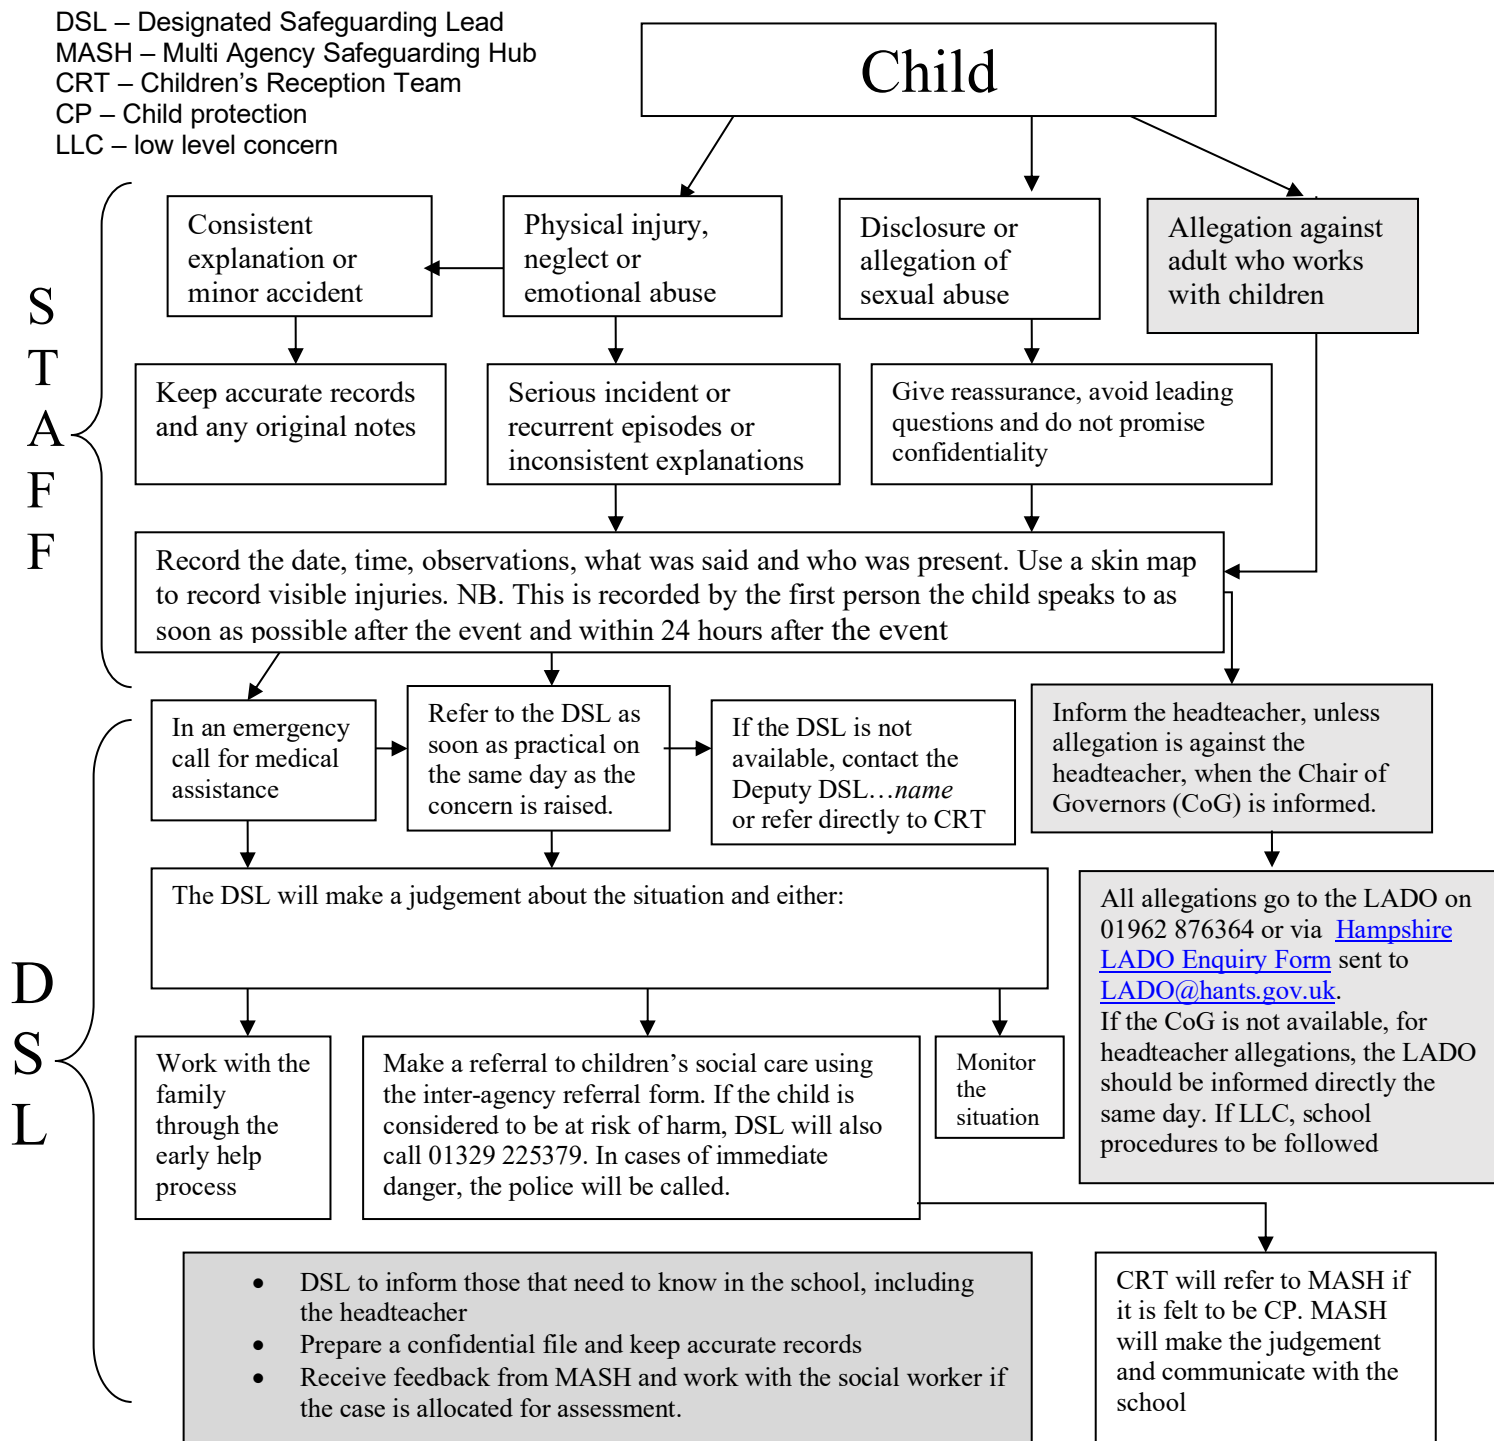 DSL – Designated Safeguarding Lead
MASH – Multi Agency Safeguarding Hub
CRT – Children's Reception Team
CP – Child protection
LLC – low level concern
Child
S
T
A
F
F
Consistent
explanation or
minor accident
Physical injury,
neglect or
emotional abuse
Disclosure or
allegation of
sexual abuse
Allegation against
adult who works
with children
Keep accurate records
and any original notes
Serious incident or
recurrent episodes or
inconsistent explanations
Give reassurance, avoid leading
questions and do not promise
confidentiality
Record the date, time, observations, what was said and who was present. Use a skin map
to record visible injuries. NB. This is recorded by the first person the child speaks to as
soon as possible after the event and within 24 hours after the event
D
S
L
In an emergency
call for medical
assistance
Refer to the DSL as
soon as practical on
the same day as the
concern is raised.
If the DSL is not
available, contact the
Deputy DSL…name
or refer directly to CRT
Inform the headteacher, unless
allegation is against the
headteacher, when the Chair of
Governors (CoG) is informed.
The DSL will make a judgement about the situation and either:
All allegations go to the LADO on
01962 876364 or via Hampshire
LADO Enquiry Form sent to
LADO@hants.gov.uk.
If the CoG is not available, for
headteacher allegations, the LADO
should be informed directly the
same day. If LLC, school
procedures to be followed
Work with the
family
through the
early help
process
Make a referral to children's social care using
the inter-agency referral form. If the child is
considered to be at risk of harm, DSL will also
call 01329 225379. In cases of immediate
danger, the police will be called.
Monitor
the
situation
• DSL to inform those that need to know in the school, including
the headteacher
• Prepare a confidential file and keep accurate records
• Receive feedback from MASH and work with the social worker if
the case is allocated for assessment.
CRT will refer to MASH if
it is felt to be CP. MASH
will make the judgement
and communicate with the
school